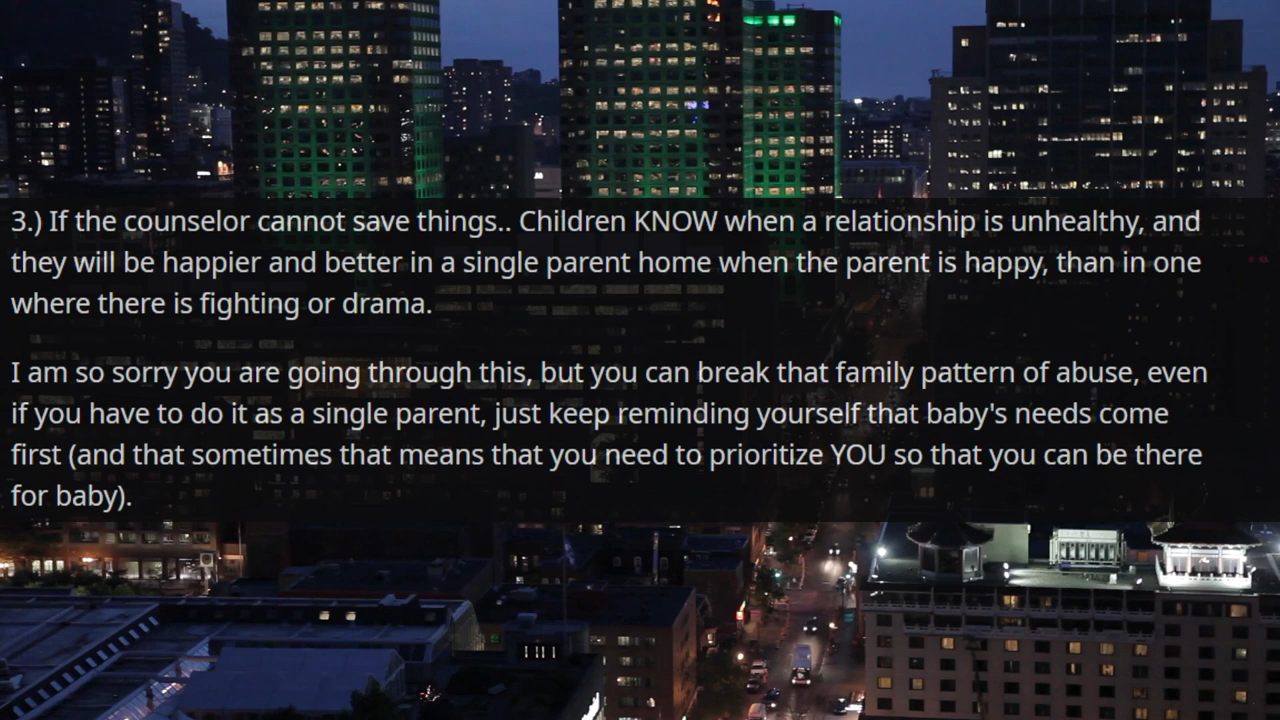 3.) If the counselor cannot save things.. Children KNOW when a relationship is unhealthy, and
they will be happier and better in a single parent home when the parent is happy, than in one
where there is fighting or drama.
I am so sorry you are going through this, but you can break that family pattern of abuse, even
if you have to do it as a single parent, just keep reminding yourself that baby's needs come
first (and that sometimes that means that you need to prioritize YOU so that you can be there
for baby).